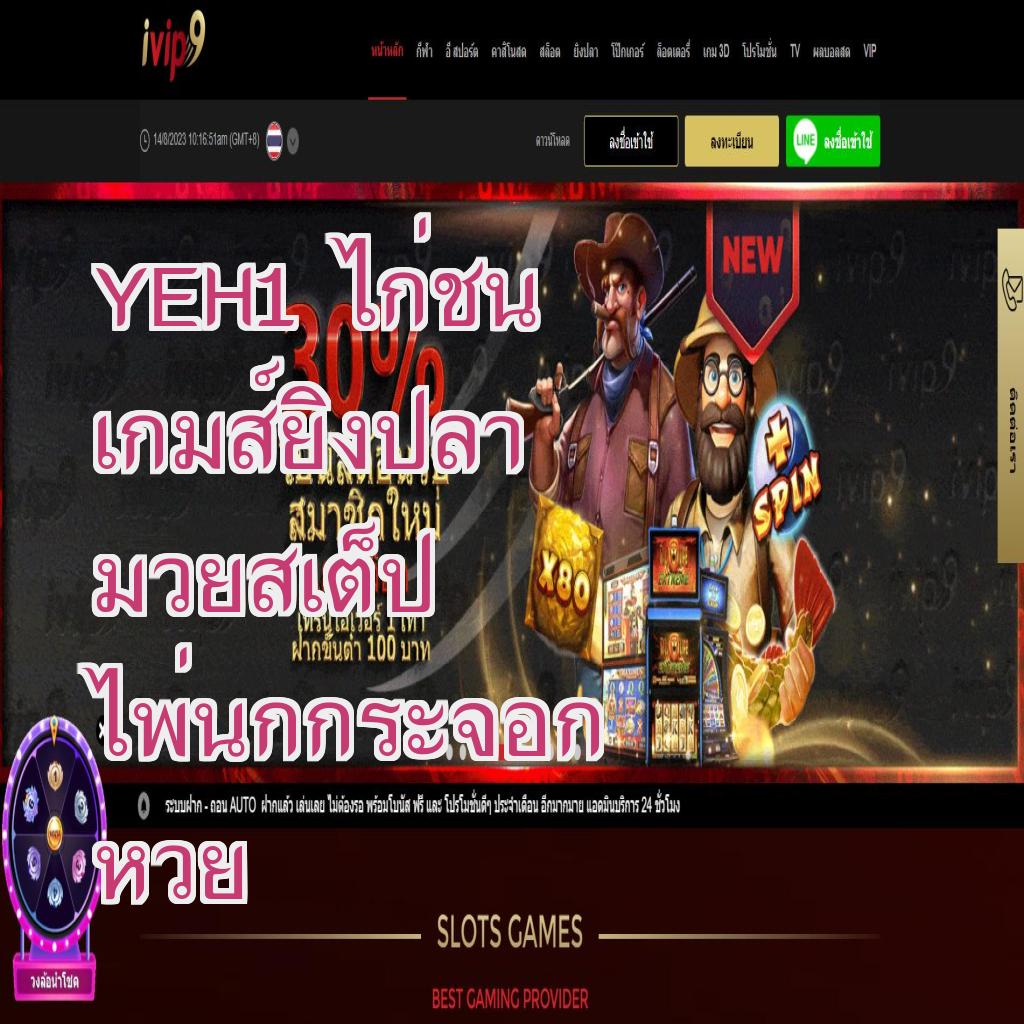 ivip9
หน้าหลัก กีฬา อีสปอร์ต คาสิโนสด สล็อต ยิงปลา โป๊กเกอร์ ล็อตเตอรี่ เกม 3D โปรโมชั่น TV ผลบอลสด VIP
14/8/2023 10:16:51am (GMT+8)
ดาวน์โหลด
ลงชื่อเข้าใช้
ลงทะเบียน
LINE ลงชื่อเข้าใช้
YEH1 ไก่ชน
เกมส์ยิงปลา
มวยสเต็ป
ไพ่นกกระจอก
หวย
30%
สมาชิกใหม่
ฝากขั้นต่ำ 100 บาท
NEW
+
SPIN
X80
EXTREME
ติดต่อเรา
ระบบฝาก - ถอน AUTO ฝากแล้ว เล่นเลย ไม่ต้องรอ พร้อมโบนัส ฟรี และ โปรโมชั่นดีๆ ประจำเดือน อีกมากมาย แอดมินบริการ 24 ชั่วโมง
วงล้อนำโชค
SLOTS GAMES
BEST GAMING PROVIDER